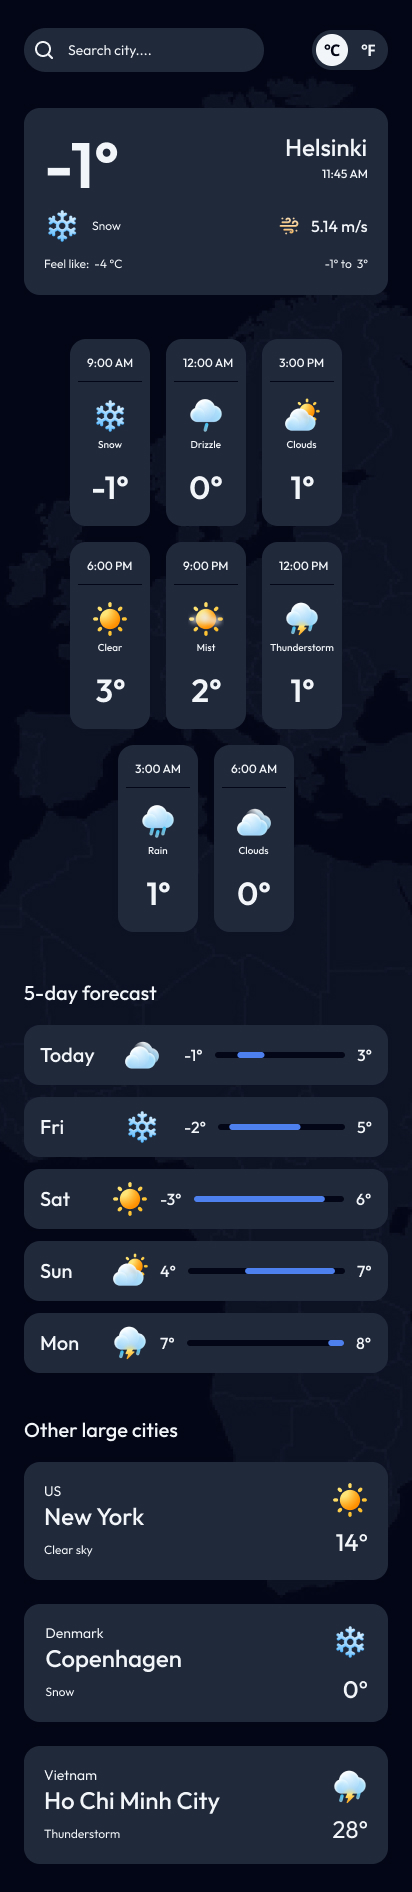 Search city....
°C °F
-1° Helsinki
11:45 AM
Snow 5.14 m/s
Feel like: -4 °C -1° to 3°
9:00 AM 12:00 AM 3:00 PM
Snow Drizzle Clouds
-1° 0° 1°
6:00 PM 9:00 PM 12:00 PM
Clear Mist Thunderstorm
3° 2° 1°
3:00 AM 6:00 AM
Rain Clouds
1° 0°
5-day forecast
Today -1° 3°
Fri -2° 5°
Sat -3° 6°
Sun 4° 7°
Mon 7° 8°
Other large cities
US
New York
Clear sky 14°
Denmark
Copenhagen
Snow 0°
Vietnam
Ho Chi Minh City
Thunderstorm 28°